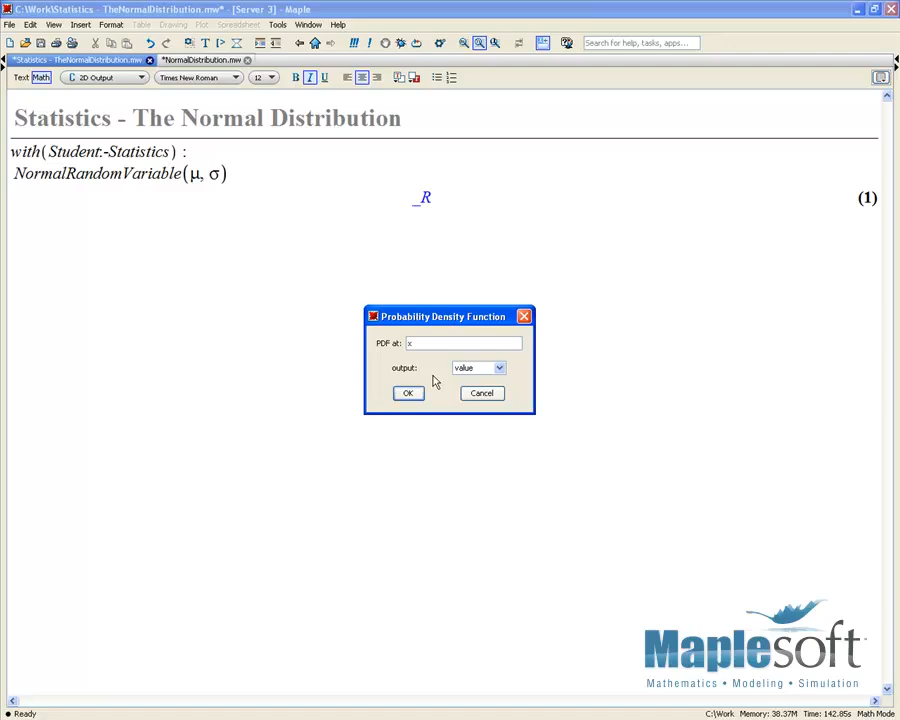 C:\Work\Statistics - TheNormalDistribution.mw* - [Server 3] - Maple
File Edit View Insert Format Table Drawing Plot Spreadsheet Tools Window Help
Search for help, tasks, apps...
*Statistics - TheNormalDistribution.mw *NormalDistribution.mw
Text Math C 2D Output Times New Roman 12 B I U
Statistics - The Normal Distribution
with(Student:-Statistics) :
NormalRandomVariable(μ, σ)
_R (1)
Probability Density Function
PDF at: x
output: value
OK Cancel
Maplesoft
Mathematics • Modeling • Simulation
Ready C:\Work Memory: 38.37M Time: 142.85s Math Mode